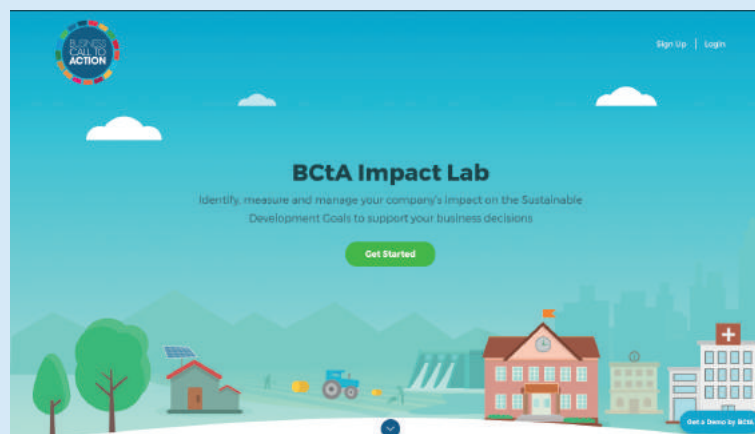 BUSINESS
CALL TO
ACTION
Sign Up | Login
BCtA Impact Lab
Identify, measure and manage your company's impact on the Sustainable
Development Goals to support your business decisions
Get Started
Get a Demo by BCtA